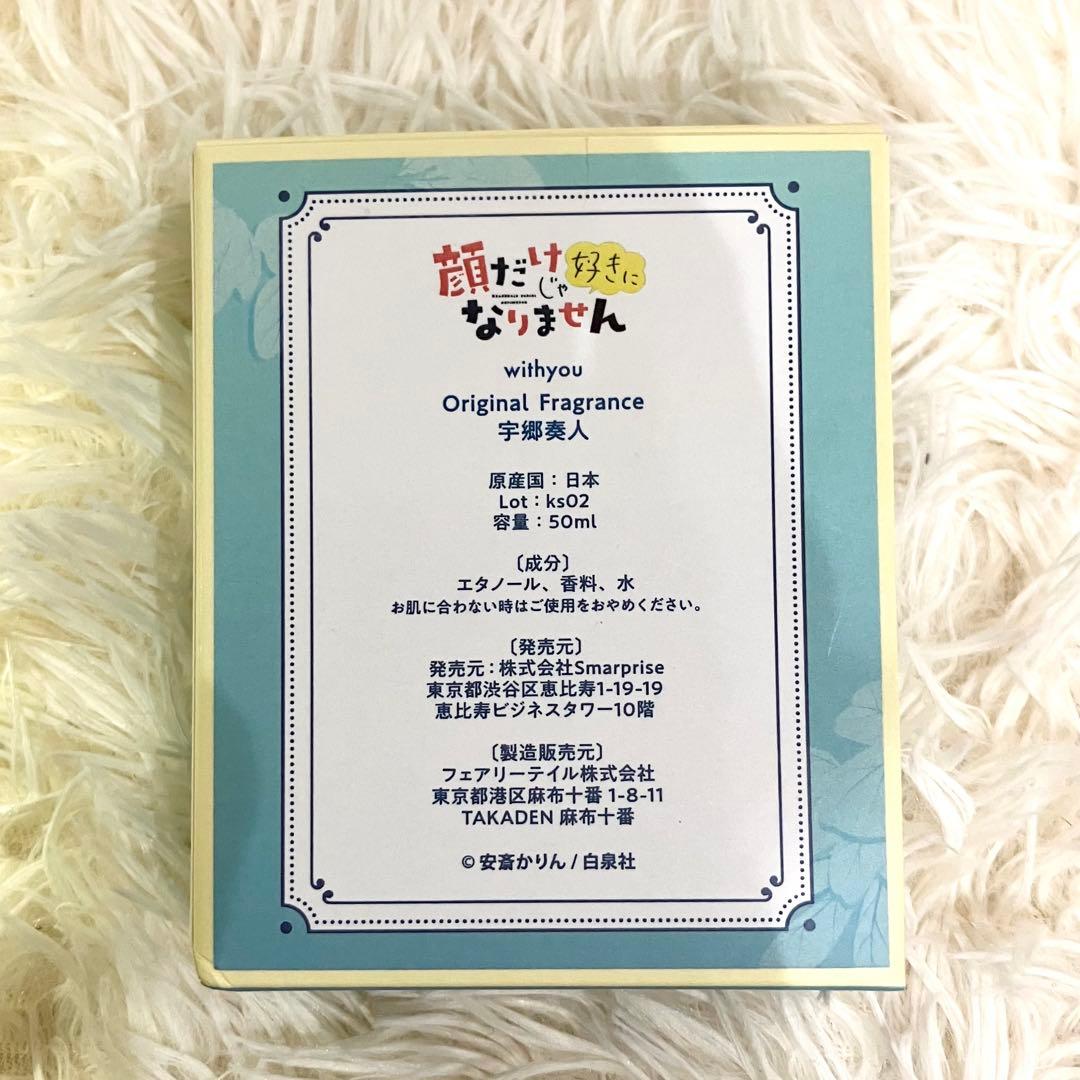 顔だけじゃ好きに
なりません
withyou
Original Fragrance
宇郷奏人
原産国：日本
Lot：ks02
容量：50ml
〔成分〕
エタノール、香料、水
お肌に合わない時はご使用をおやめください。
〔発売元〕
発売元：株式会社Smarprise
東京都渋谷区恵比寿1-19-19
恵比寿ビジネスタワー10階
〔製造販売元〕
フェアリーテイル株式会社
東京都港区麻布十番 1-8-11
TAKADEN 麻布十番
© 安斎かりん / 白泉社